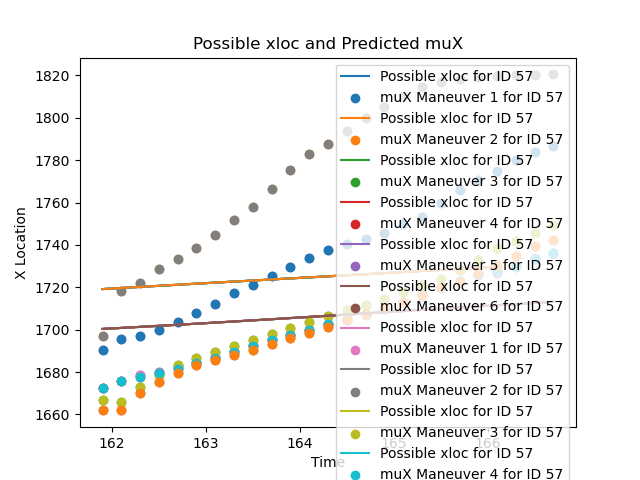 Possible xloc and Predicted muX
1820
1800
1780
1760
1740
1720
1700
1680
1660
X Location
162
163
164
165
166
Time
Possible xloc for ID 57
muX Maneuver 1 for ID 57
Possible xloc for ID 57
muX Maneuver 2 for ID 57
Possible xloc for ID 57
muX Maneuver 3 for ID 57
Possible xloc for ID 57
muX Maneuver 4 for ID 57
Possible xloc for ID 57
muX Maneuver 5 for ID 57
Possible xloc for ID 57
muX Maneuver 6 for ID 57
Possible xloc for ID 57
muX Maneuver 1 for ID 57
Possible xloc for ID 57
muX Maneuver 2 for ID 57
Possible xloc for ID 57
muX Maneuver 3 for ID 57
Possible xloc for ID 57
muX Maneuver 4 for ID 57